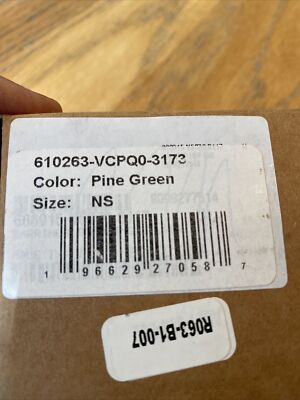 610263-VCPQ0-3173
Color: Pine Green
Size: NS
1 96629 27058 7
R063-B1-007